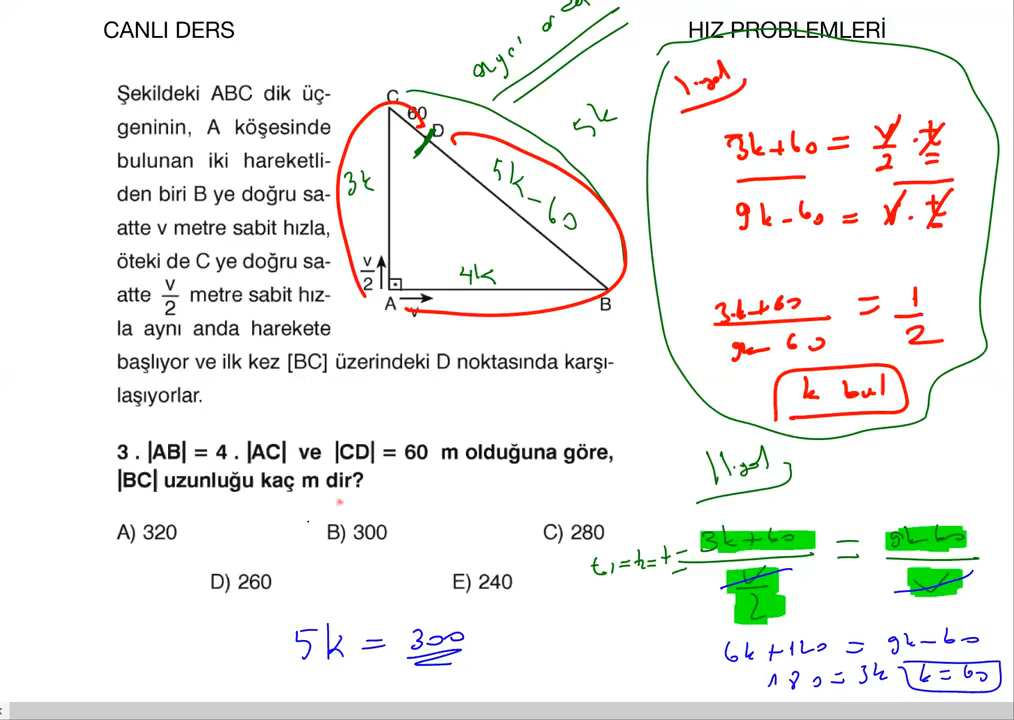 CANLI DERS
HIZ PROBLEMLERİ
Şekildeki ABC dik üç-
geninin, A köşesinde
bulunan iki hareketli-
den biri B ye doğru sa-
atte v metre sabit hızla,
öteki de C ye doğru sa-
atte v/2 metre sabit hız-
la aynı anda harekete
başlıyor ve ilk kez [BC] üzerindeki D noktasında karşı-
laşıyorlar.
C
60
D
3k
5k
5k-60
v/2
4k
A
v
B
3 . |AB| = 4 . |AC| ve |CD| = 60 m olduğuna göre,
|BC| uzunluğu kaç m dir?
A) 320
B) 300
C) 280
D) 260
E) 240
5k = 300
I.yol
3k+60 = v/2 . t
9k-60 = v . t
3k+60 / 9k-60 = 1/2
k bul
II.yol
t1=t2=t= 3k+60 / v/2 = 9k-60 / v
6k+120 = 9k-60
180 = 3k k=60